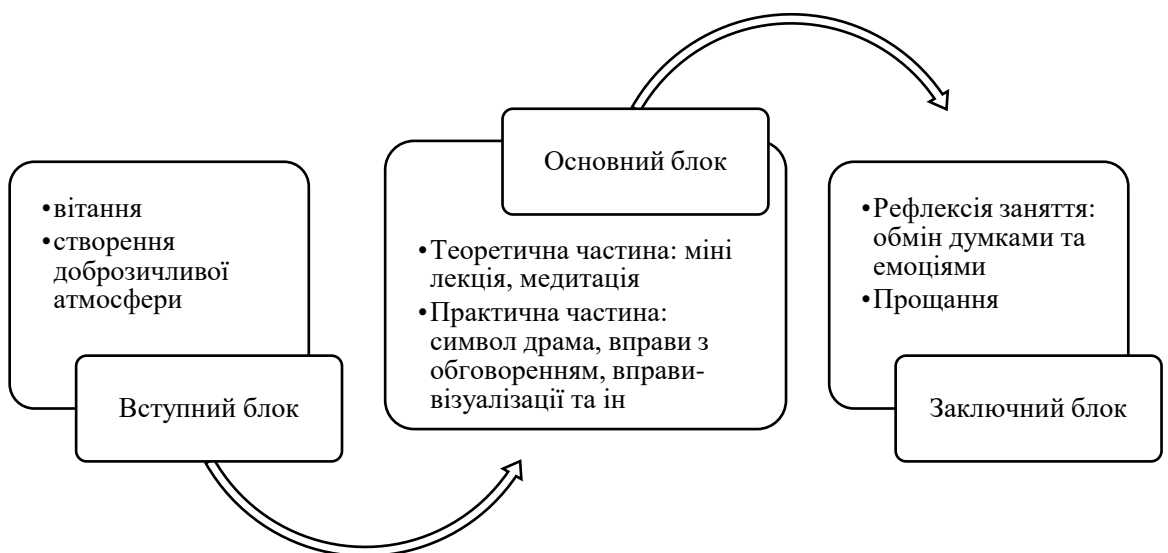 •вітання
•створення
доброзичливої
атмосфери
Вступний блок
Основний блок
•Теоретична частина: міні
лекція, медитація
•Практична частина:
символ драма, вправи з
обговоренням, вправи-
візуалізації та ін
•Рефлексія заняття:
обмін думками та
емоціями
•Прощання
Заключний блок